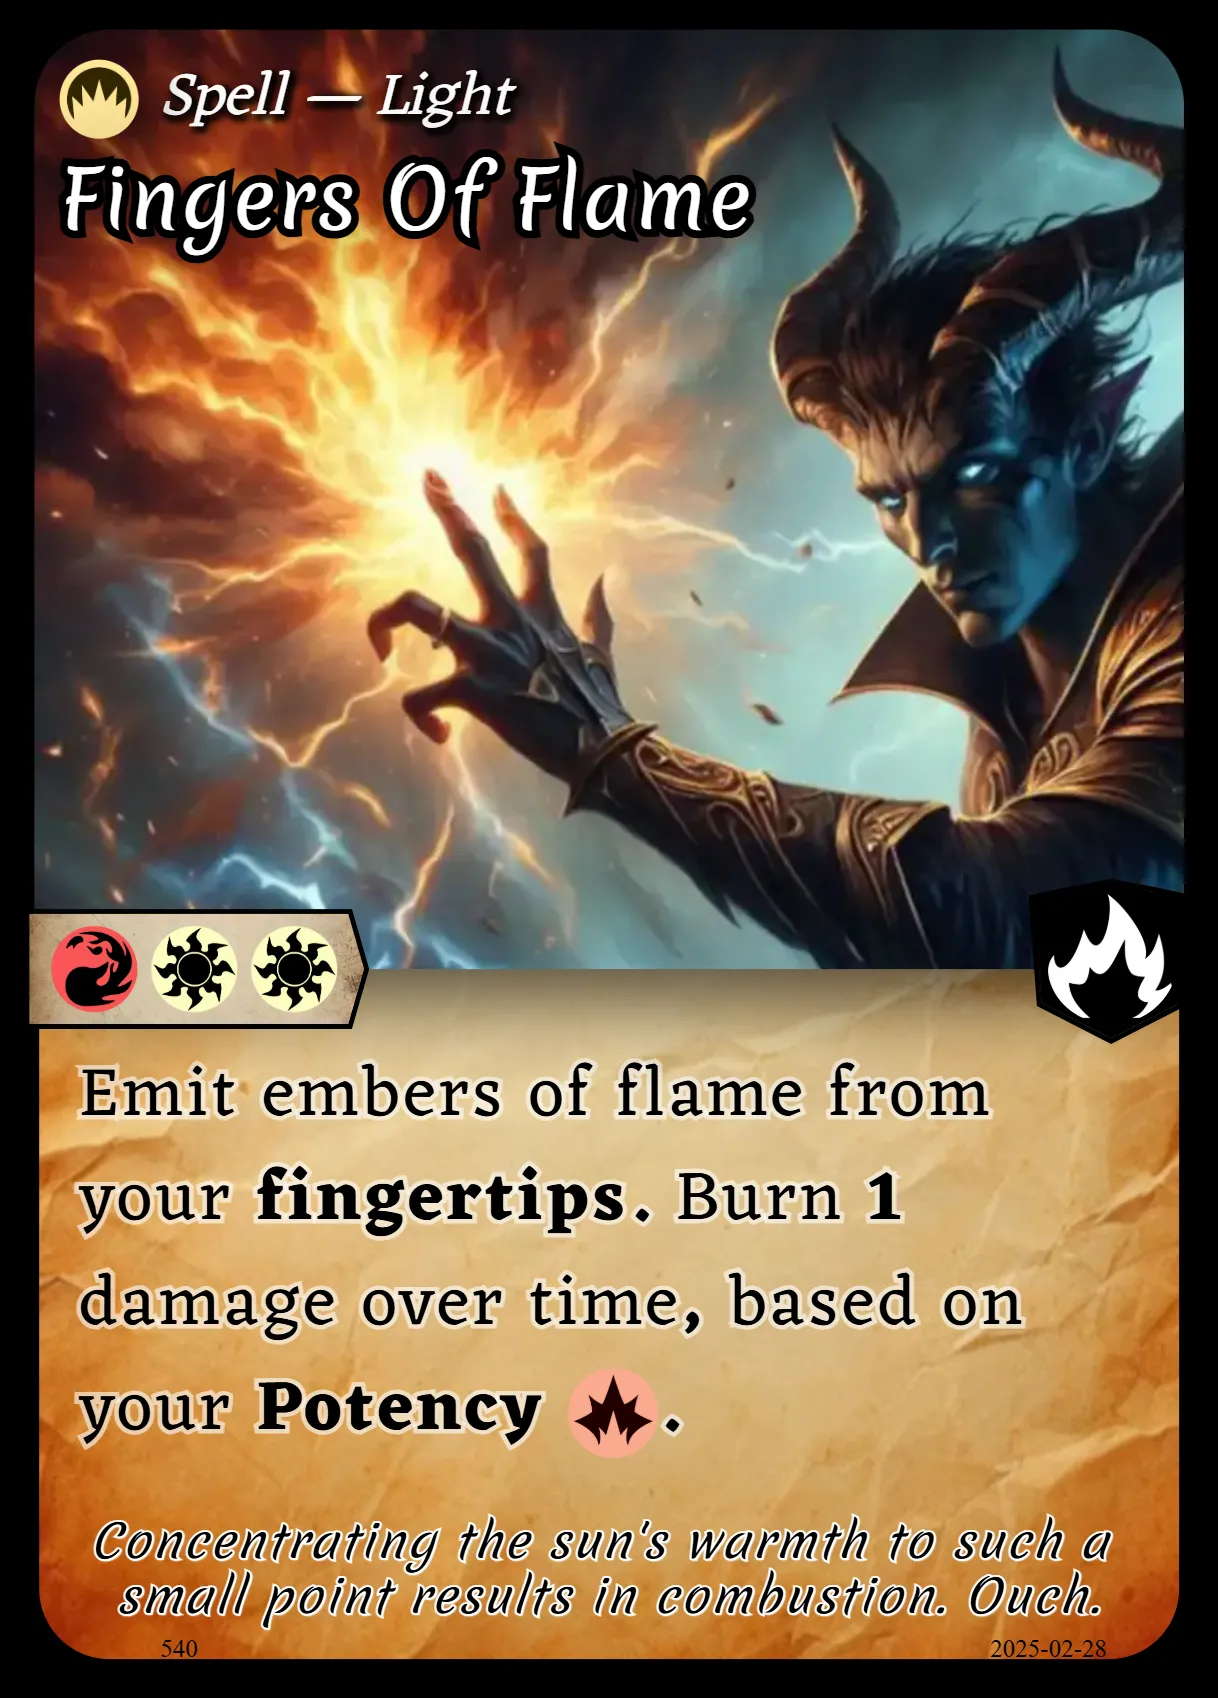 Spell — Light
Fingers Of Flame
Emit embers of flame from
your fingertips. Burn 1
damage over time, based on
your Potency .
Concentrating the sun's warmth to such a
small point results in combustion. Ouch.
540
2025-02-28